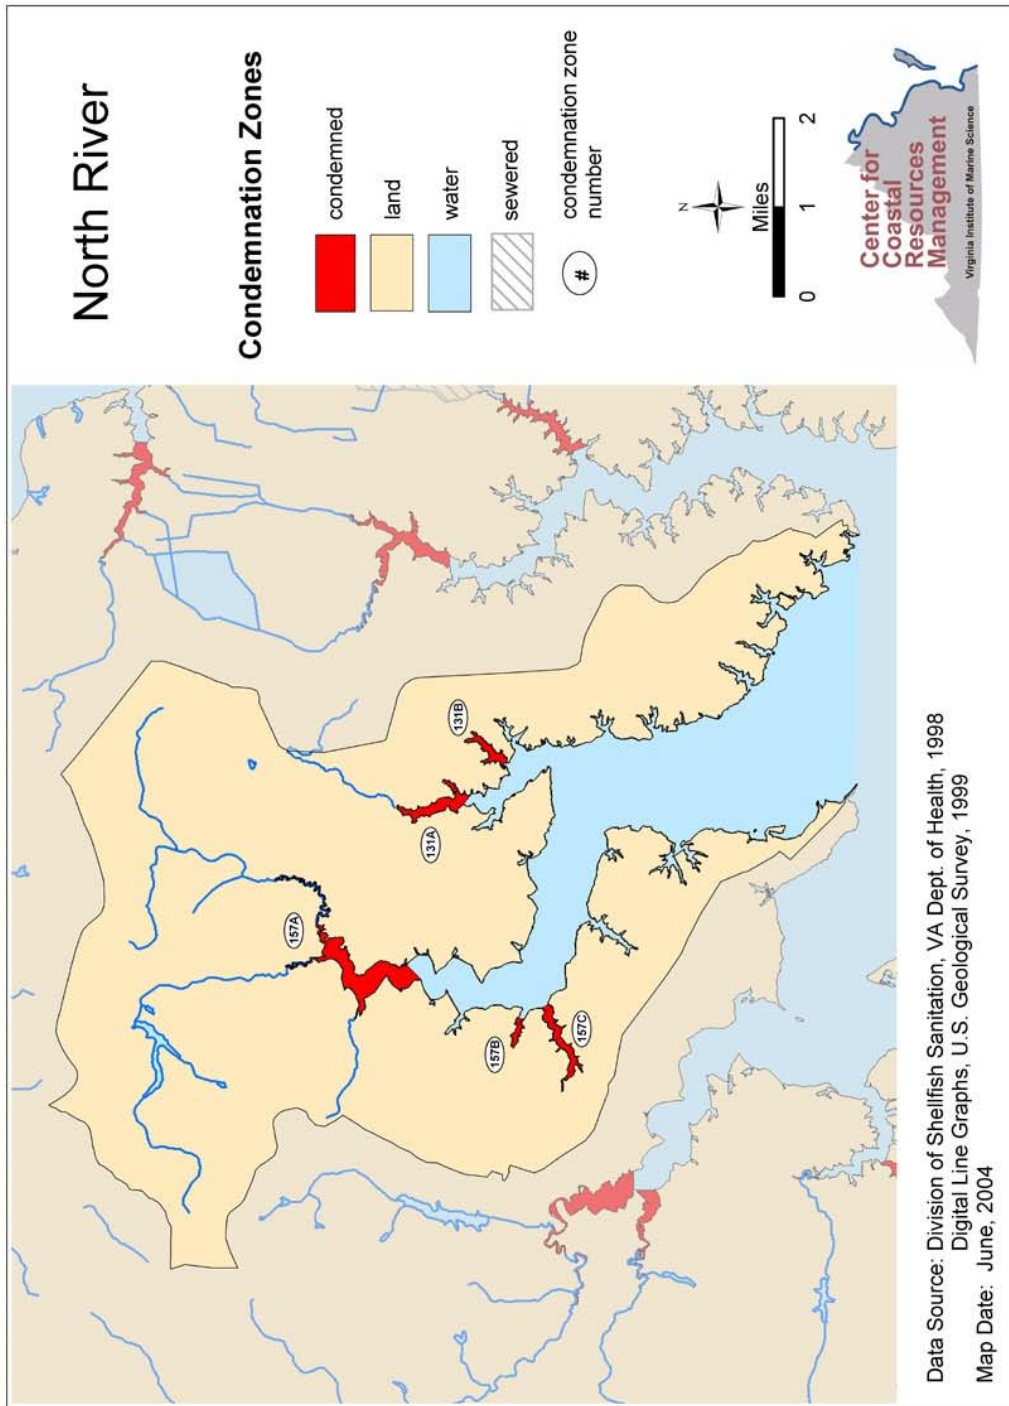 North River
Condemnation Zones
condemned
land
water
sewered
#
condemnation zone
number
N
Miles
0 1 2
Center for
Coastal
Resources
Management
Virginia Institute of Marine Science
157A
131A
131B
157B
157C
Data Source: Division of Shellfish Sanitation, VA Dept. of Health, 1998
Digital Line Graphs, U.S. Geological Survey, 1999
Map Date: June, 2004